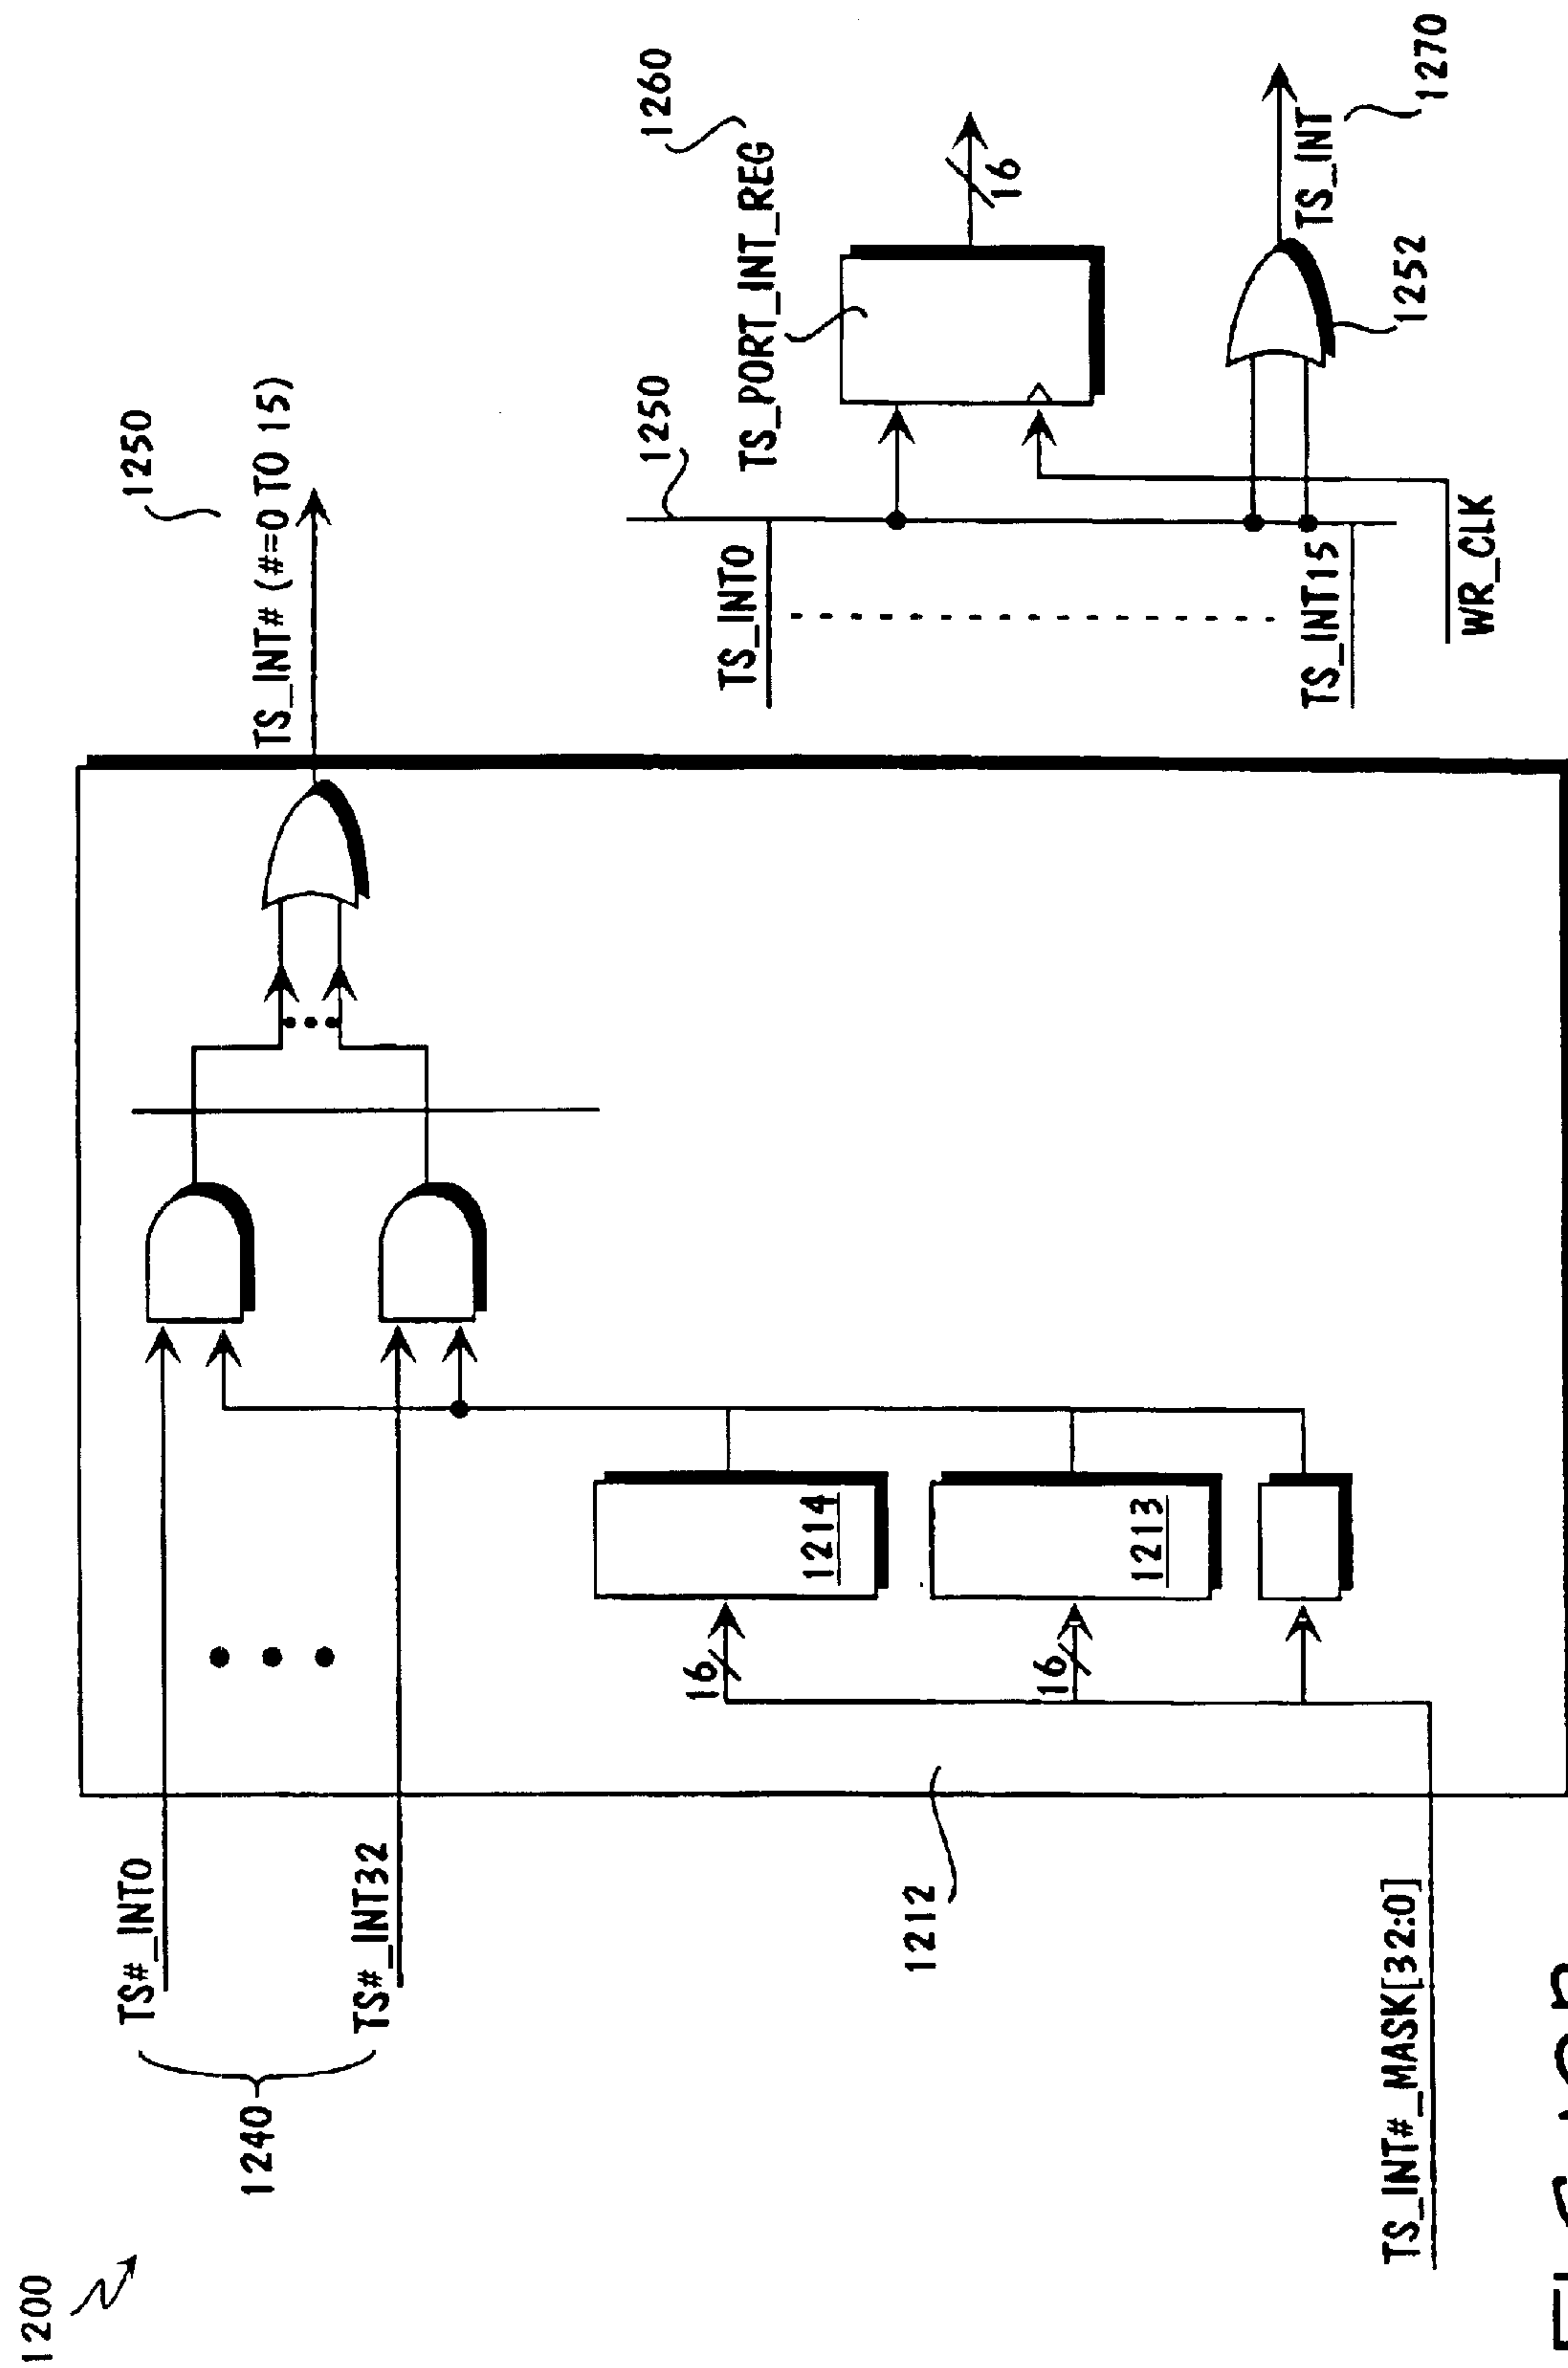 1200
1240
TS#_INT0
TS#_INT32
1212
TS_INT#_MASK[32:0]
16
1214
16
1213
1250
TS_INT# (#=0 TO 15)
TS_INT0
TS_INT15
WR_CLK
1250
TS_PORT_INT_REG
1260
16
TS_INT
1252
1270